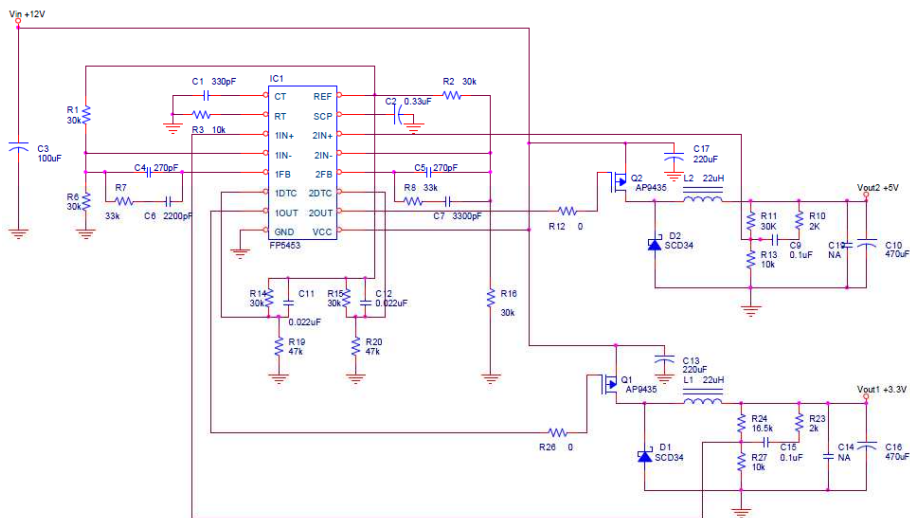 Vin +12V
C3
100uF
R1
30k
R6
30k
C1 330pF
R3 10k
C4 270pF
R7
33k
C6 2200pF
IC1
CT REF
RT SCP
1IN+ 2IN+
1IN- 2IN-
1FB 2FB
1DTC 2DTC
1OUT 2OUT
GND VCC
FP5453
R2 30k
C2 0.33uF
C5 270pF
R8 33k
C7 3300pF
R14
30k
C11
0.022uF
R15
30k
C12
0.022uF
R19
47k
R20
47k
R16
30k
R12 0
Q2
AP9435
C17
220uF
L2 22uH
D2
SCD34
R11
30K
R10
2K
R13
10k
C9
0.1uF
C19
NA
C10
470uF
Vout2 +5V
R26 0
Q1
AP9435
C13
220uF
L1 22uH
D1
SCD34
R24
16.5k
R23
2k
R27
10k
C15
0.1uF
C14
NA
C16
470uF
Vout1 +3.3V